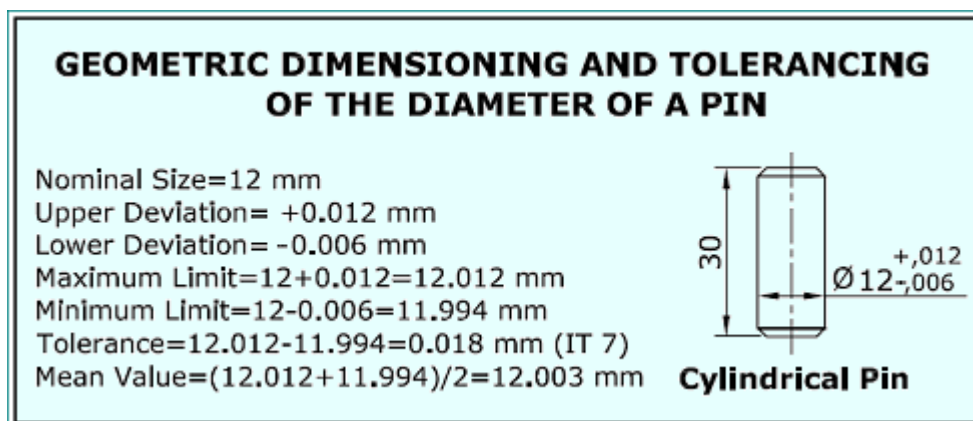 GEOMETRIC DIMENSIONING AND TOLERANCING
OF THE DIAMETER OF A PIN
Nominal Size=12 mm
Upper Deviation= +0.012 mm
Lower Deviation= -0.006 mm
Maximum Limit=12+0.012=12.012 mm
Minimum Limit=12-0.006=11.994 mm
Tolerance=12.012-11.994=0.018 mm (IT 7)
Mean Value=(12.012+11.994)/2=12.003 mm
30
+,012
Ø12-,006
Cylindrical Pin